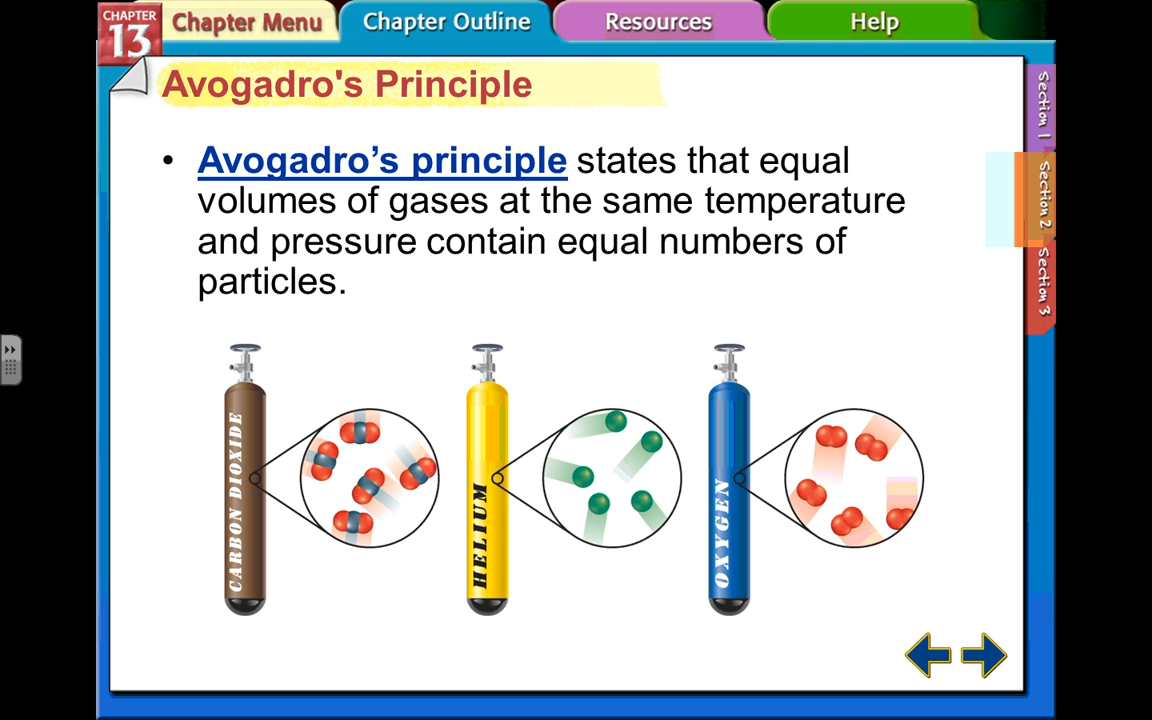 CHAPTER
13
Chapter Menu
Chapter Outline
Resources
Help
Avogadro's Principle
• Avogadro’s principle states that equal
volumes of gases at the same temperature
and pressure contain equal numbers of
particles.
Section 1
Section 2
Section 3
CARBON DIOXIDE
HELIUM
OXYGEN